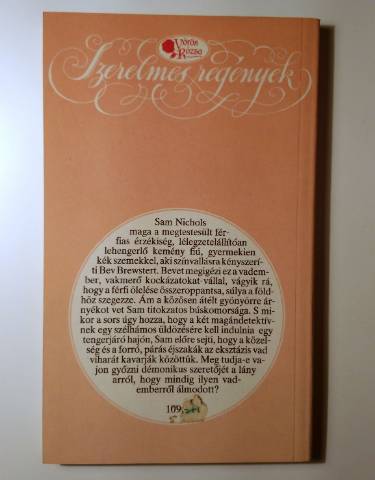 Vörös
Rózsa
Szerelmes regények
Sam Nichols
maga a megtestesült fér-
fias érzékiség, lélegzetelállítóan
lehengerlő kemény fiú, gyermekien
kék szemekkel, aki színvallásra kényszerí-
ti Bev Brewstert. Bevet megigézi ez a vadem-
ber, vakmerő kockázatokat vállal, vágyik rá,
hogy a férfi ölelése összeroppantsa, súlya a föld-
höz szegezze. Ám a közösen átélt gyönyörre ár-
nyékot vet Sam titokzatos búskomorsága. S mi-
kor a sors úgy hozza, hogy a két magándetektív-
nek egy szélhámos üldözésére kell indulnia egy
tengerjáró hajón, Sam előre sejti, hogy a közel-
ség és a forró, párás éjszakák az eksztázis vad
viharát kavarják közöttük. Meg tudja-e va-
jon győzni démonikus szeretőjét a lány
arról, hogy mindig ilyen vad-
emberről álmodott?
109,-